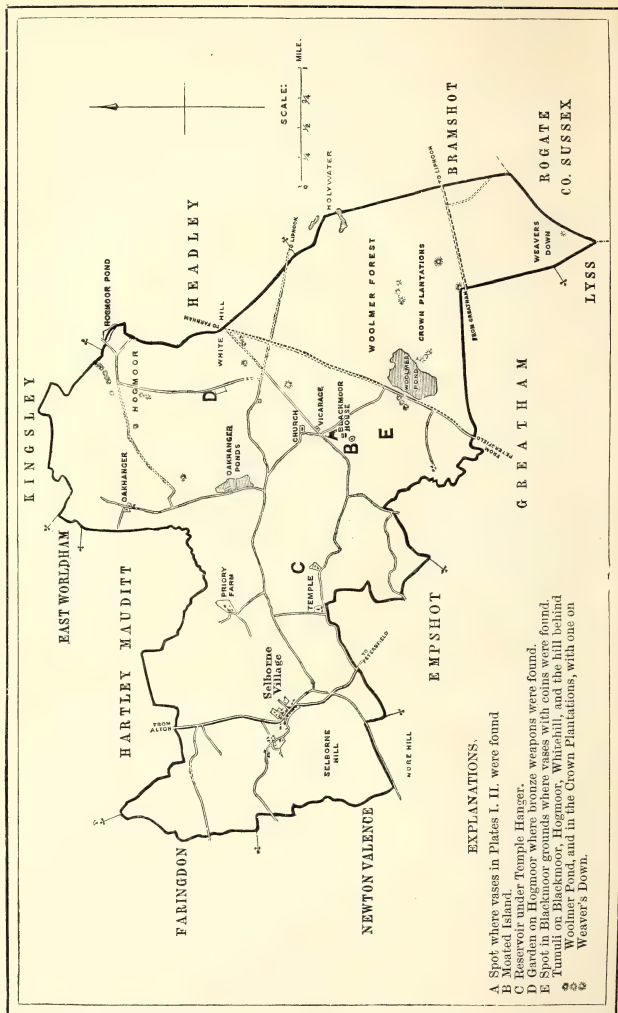 KINGSLEY
EAST WORLDHAM
HARTLEY MAUDITT
FARINGDON
NEWTON VALENCE
HEADLEY
SCALE:
MILE.
0 ¼ ½ ¾ 1
BRAMSHOT
ROGATE
CO. SUSSEX
LYSS
GREATHAM
EMPSHOT
HOGMOOR POND
HOGMOOR
OAKHANGER
OAKHANGER
PONDS
TO FARNHAM
WHITE HILL
TO LIPHOOK
HOLYWATER
D
PRIORY
FARM
FROM
ALTON
Selborne
Village
SELBORNE
HILL
NORE HILL
TO
PETERSFIELD
TEMPLE
C
CHURCH
VICARAGE
A
BLACKMOOR
HOUSE
B
E
WOOLMER FOREST
CROWN PLANTATIONS
WOOLMER
POND
TO LIPHOOK
FROM GREATHAM
WEAVERS
DOWN
FROM
PETERSFIELD
EXPLANATIONS.
A Spot where vases in Plates I. II. were found
B Moated Island.
C Reservoir under Temple Hanger.
D Garden on Hogmoor where bronze weapons were found.
E Spot in Blackmoor grounds where vases with coins were found.
Tumuli on Blackmoor, Hogmoor, Whitehill, and the hill behind
Woolmer Pond, and in the Crown Plantations, with one on
Weaver's Down.